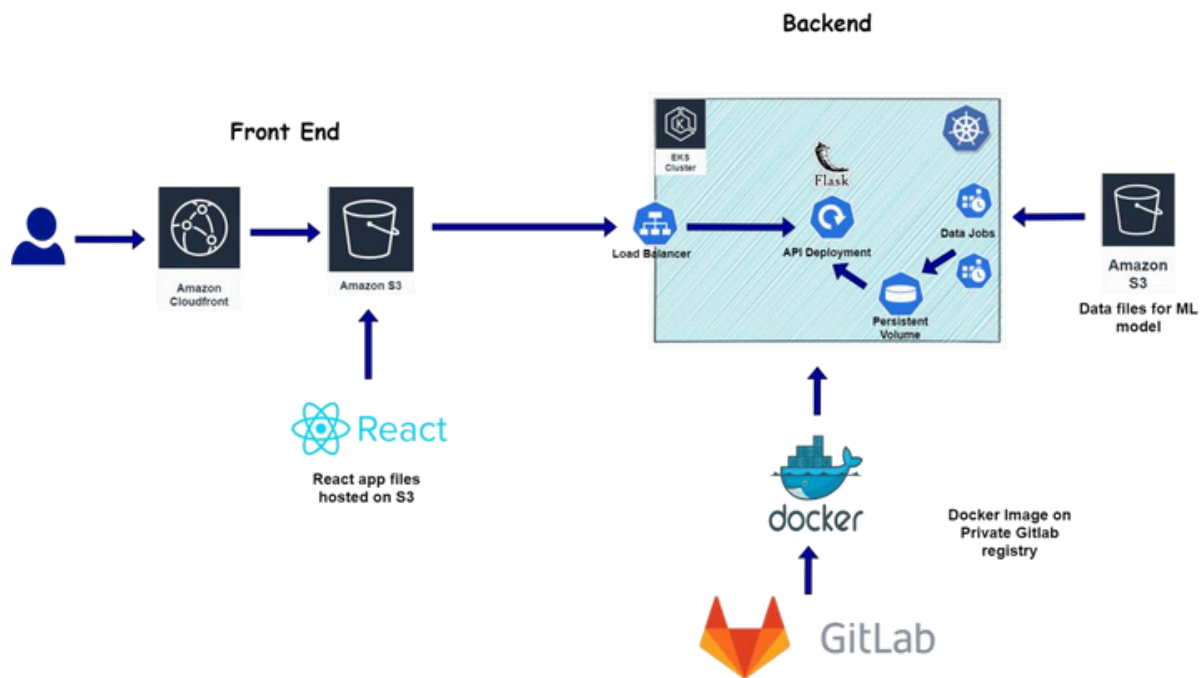 Backend
Front End
EKS
Cluster
Flask
Amazon
Cloudfront
Amazon S3
Load Balancer
API Deployment
Data Jobs
Persistent
Volume
Amazon
S3
Data files for ML
model
React
React app files
hosted on S3
docker
Docker Image on
Private Gitlab
registry
GitLab